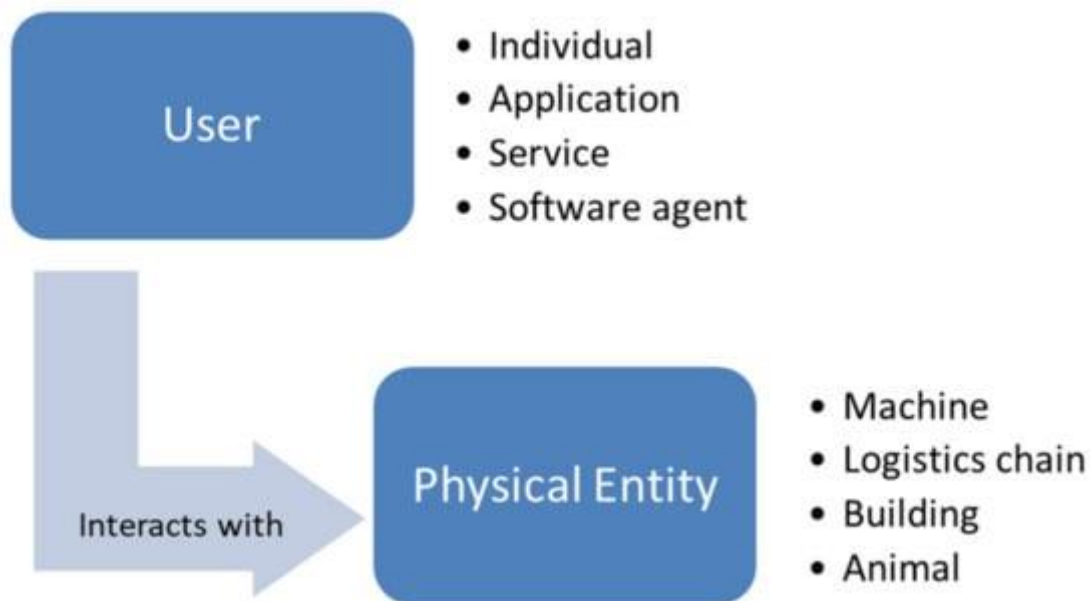 User
• Individual
• Application
• Service
• Software agent
Interacts with
Physical Entity
• Machine
• Logistics chain
• Building
• Animal